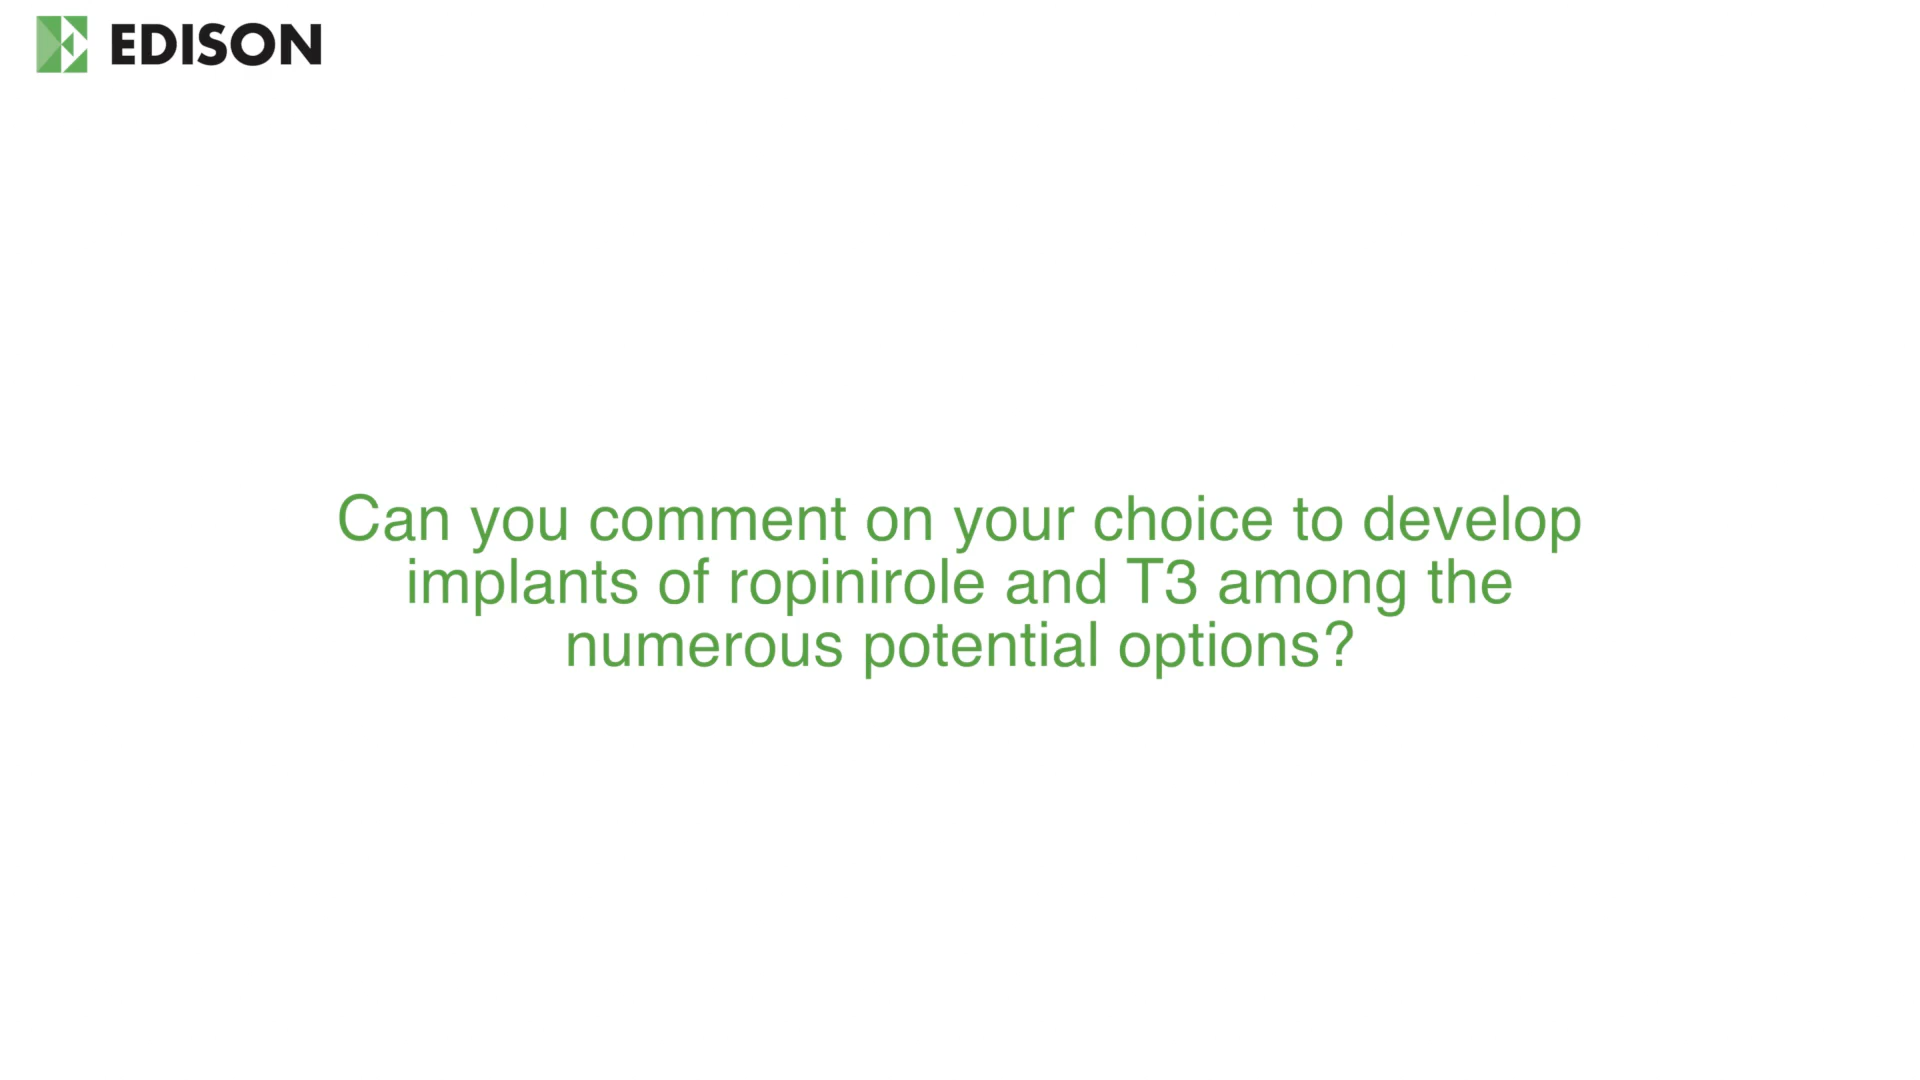 EDISON
Can you comment on your choice to develop
implants of ropinirole and T3 among the
numerous potential options?